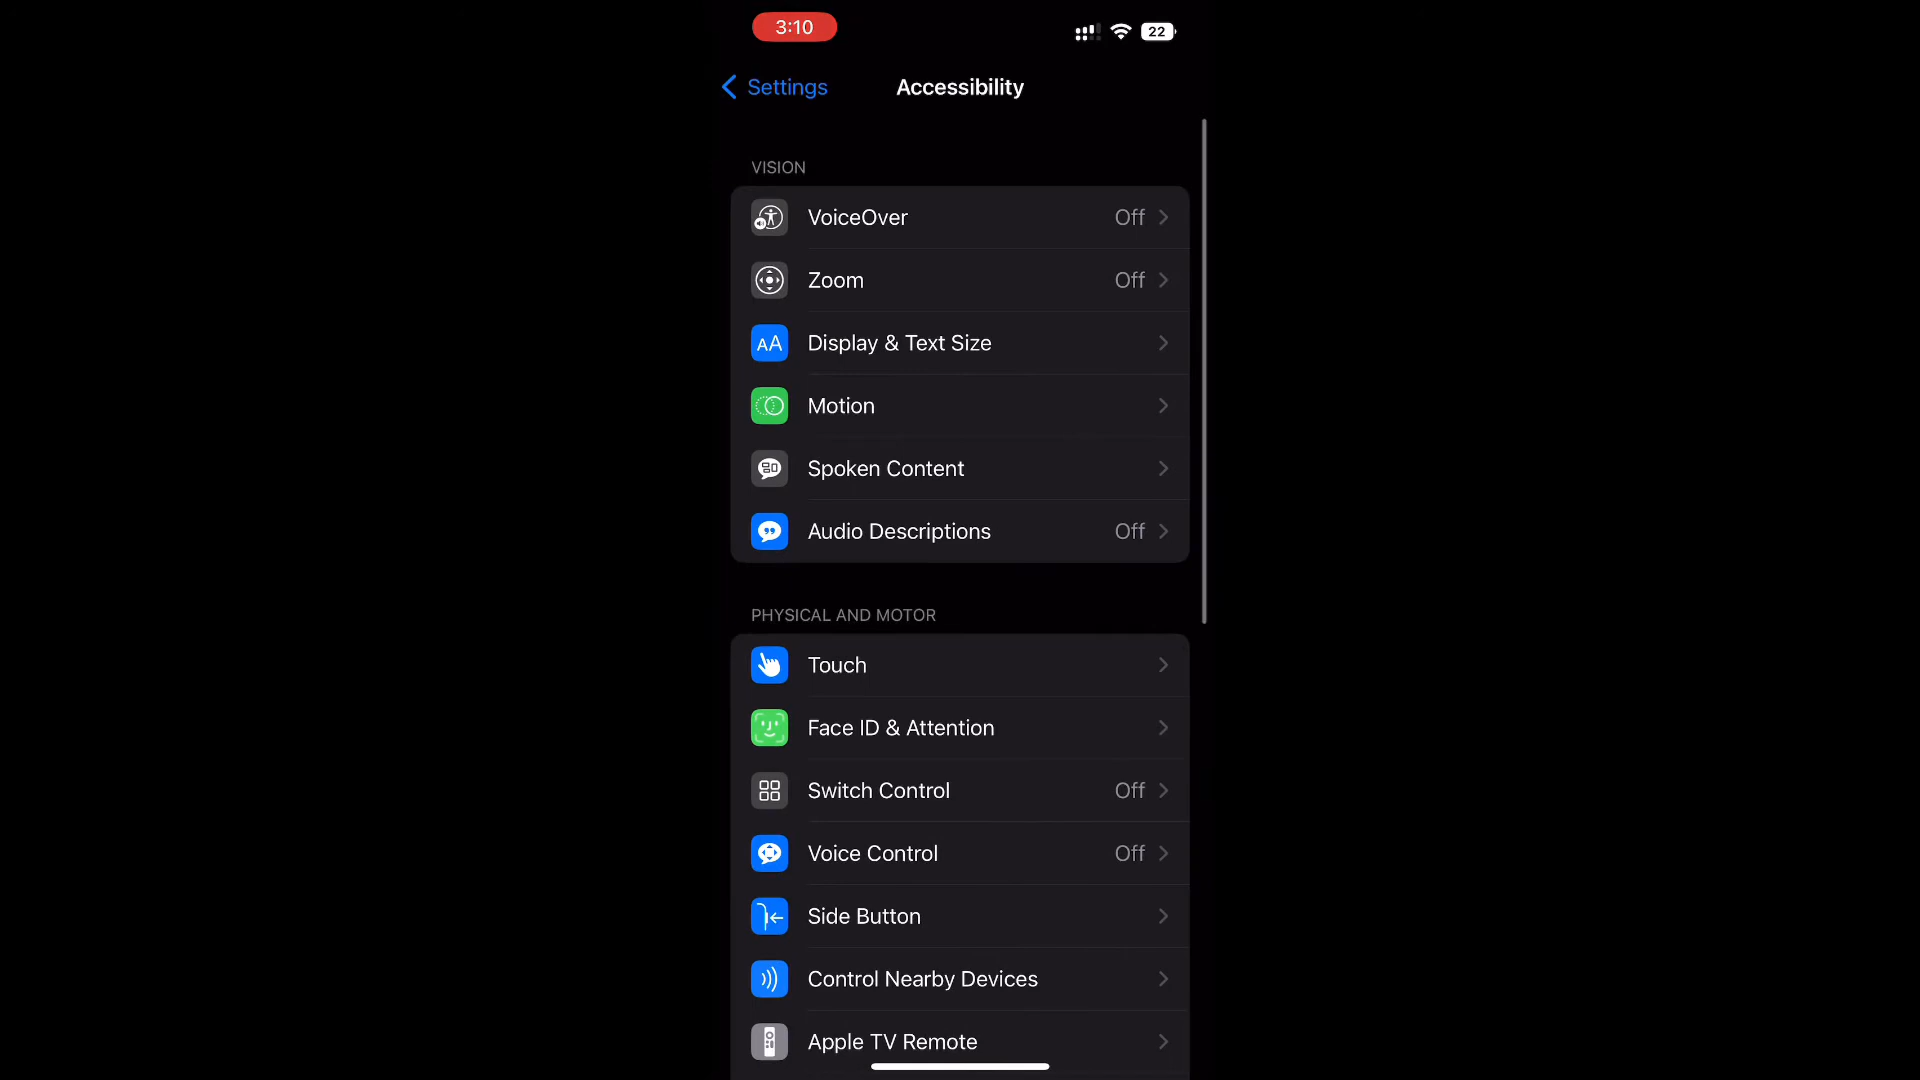 3:10
22
Settings
Accessibility
VISION
VoiceOver Off
Zoom Off
AA Display & Text Size
Motion
Spoken Content
Audio Descriptions Off
PHYSICAL AND MOTOR
Touch
Face ID & Attention
Switch Control Off
Voice Control Off
Side Button
Control Nearby Devices
Apple TV Remote